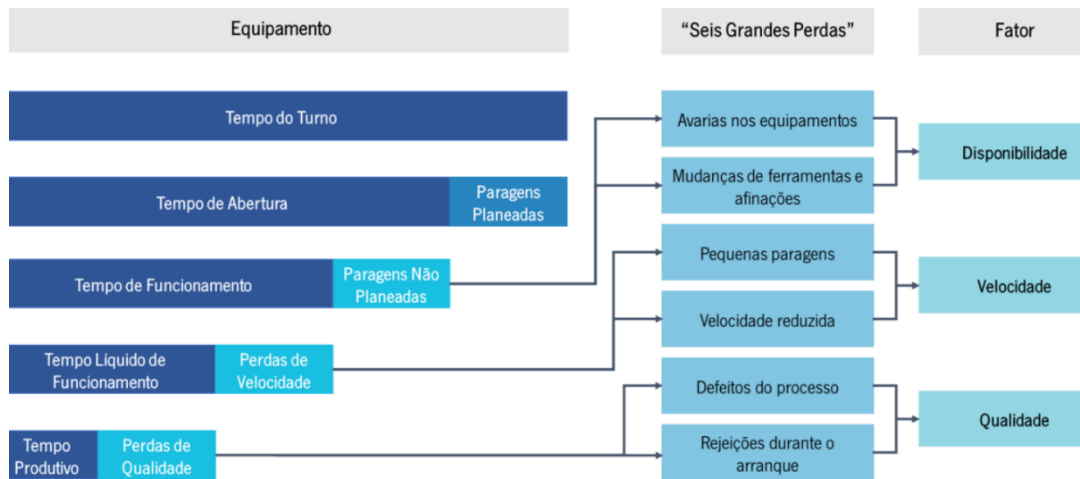 Equipamento
“Seis Grandes Perdas”
Fator
Tempo do Turno
Tempo de Abertura
Paragens
Planeadas
Tempo de Funcionamento
Paragens Não
Planeadas
Tempo Líquido de
Funcionamento
Perdas de
Velocidade
Tempo
Produtivo
Perdas de
Qualidade
Avarias nos equipamentos
Mudanças de ferramentas e
afinações
Pequenas paragens
Velocidade reduzida
Defeitos do processo
Rejeições durante o
arranque
Disponibilidade
Velocidade
Qualidade